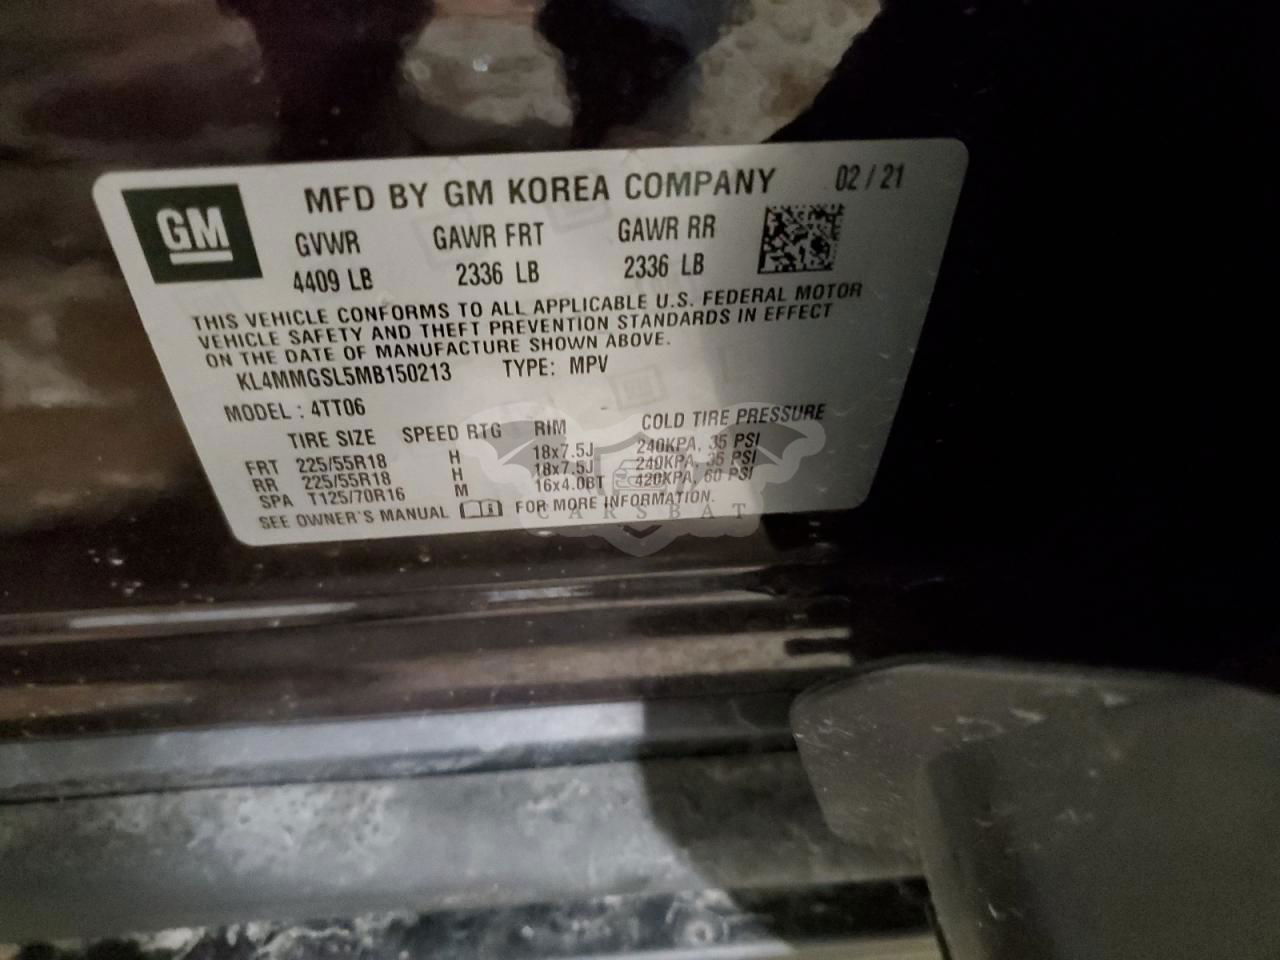 GM
MFD BY GM KOREA COMPANY 02 / 21
GVWR GAWR FRT GAWR RR
4409 LB 2336 LB 2336 LB
THIS VEHICLE CONFORMS TO ALL APPLICABLE U.S. FEDERAL MOTOR
VEHICLE SAFETY AND THEFT PREVENTION STANDARDS IN EFFECT
ON THE DATE OF MANUFACTURE SHOWN ABOVE.
KL4MMGSL5MB150213 TYPE: MPV
MODEL : 4TT06
TIRE SIZE SPEED RTG RIM COLD TIRE PRESSURE
FRT 225/55R18 H 18x7.5J 240KPA, 35 PSI
RR 225/55R18 H 18x7.5J 240KPA, 35 PSI
SPA T125/70R16 M 16x4.0BT 420KPA, 60 PSI
SEE OWNER'S MANUAL FOR MORE INFORMATION.
CARSBAT